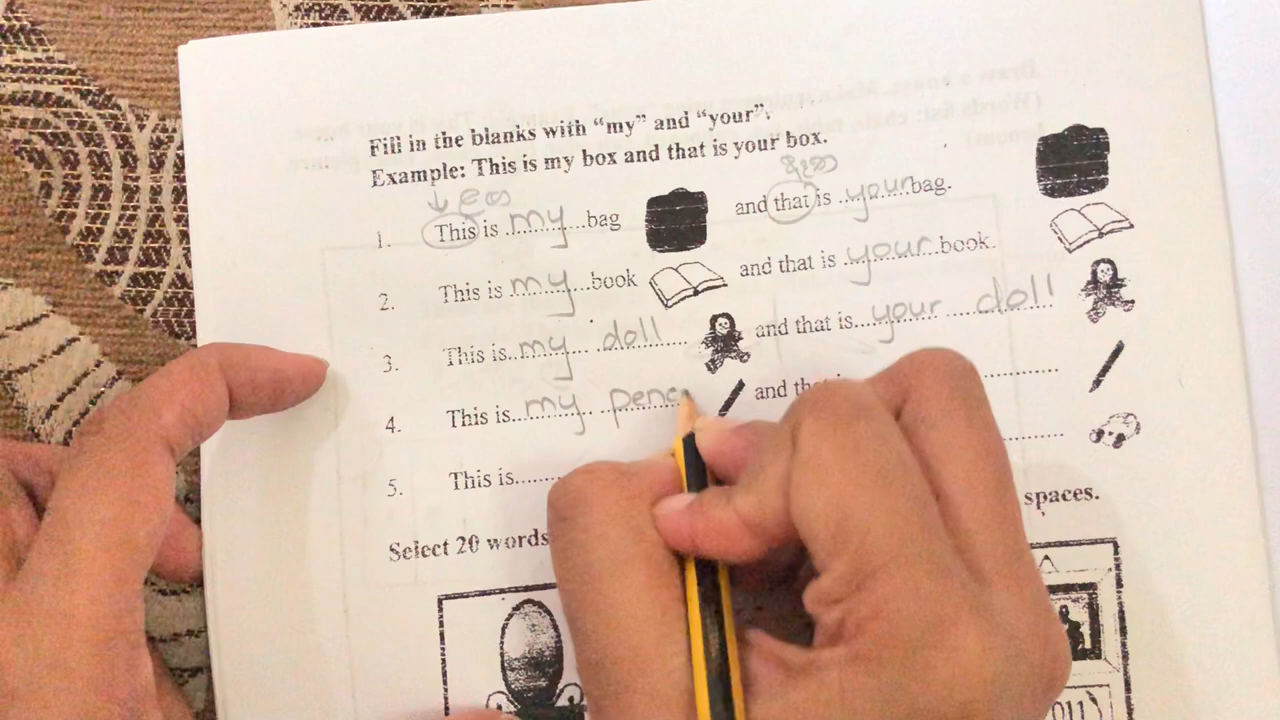 Fill in the blanks with “my” and “your”.
Example: This is my box and that is your box.
1. This is my bag and that is your bag.
2. This is my book and that is your book.
3. This is my doll and that is your doll
4. This is my penc and
5. This is
spaces.
Select 20 words